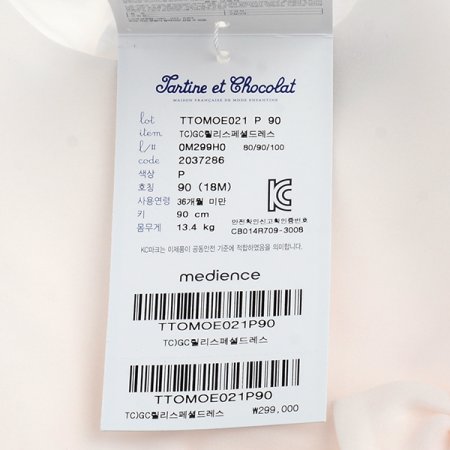 Tartine et Chocolat
MAISON FRANÇAISE DE MODE ENFANTINE
lot TTOMOE021 P 90
item TC)GC릴리스페셜드레스
l/# 0M299H0 80/90/100
code 2037286
색상 P
호칭 90 (18M)
사용연령 36개월 미만
키 90 cm
몸무게 13.4 kg
안전확인신고확인증번호
CB014R709-3008
KC마크는 이제품이 공통안전 기준에 적합하였음을 의미합니다.
medience
TTOMOE021P90
TC)GC릴리스페셜드레스
TTOMOE021P90
TC)GC릴리스페셜드레스 ₩299,000